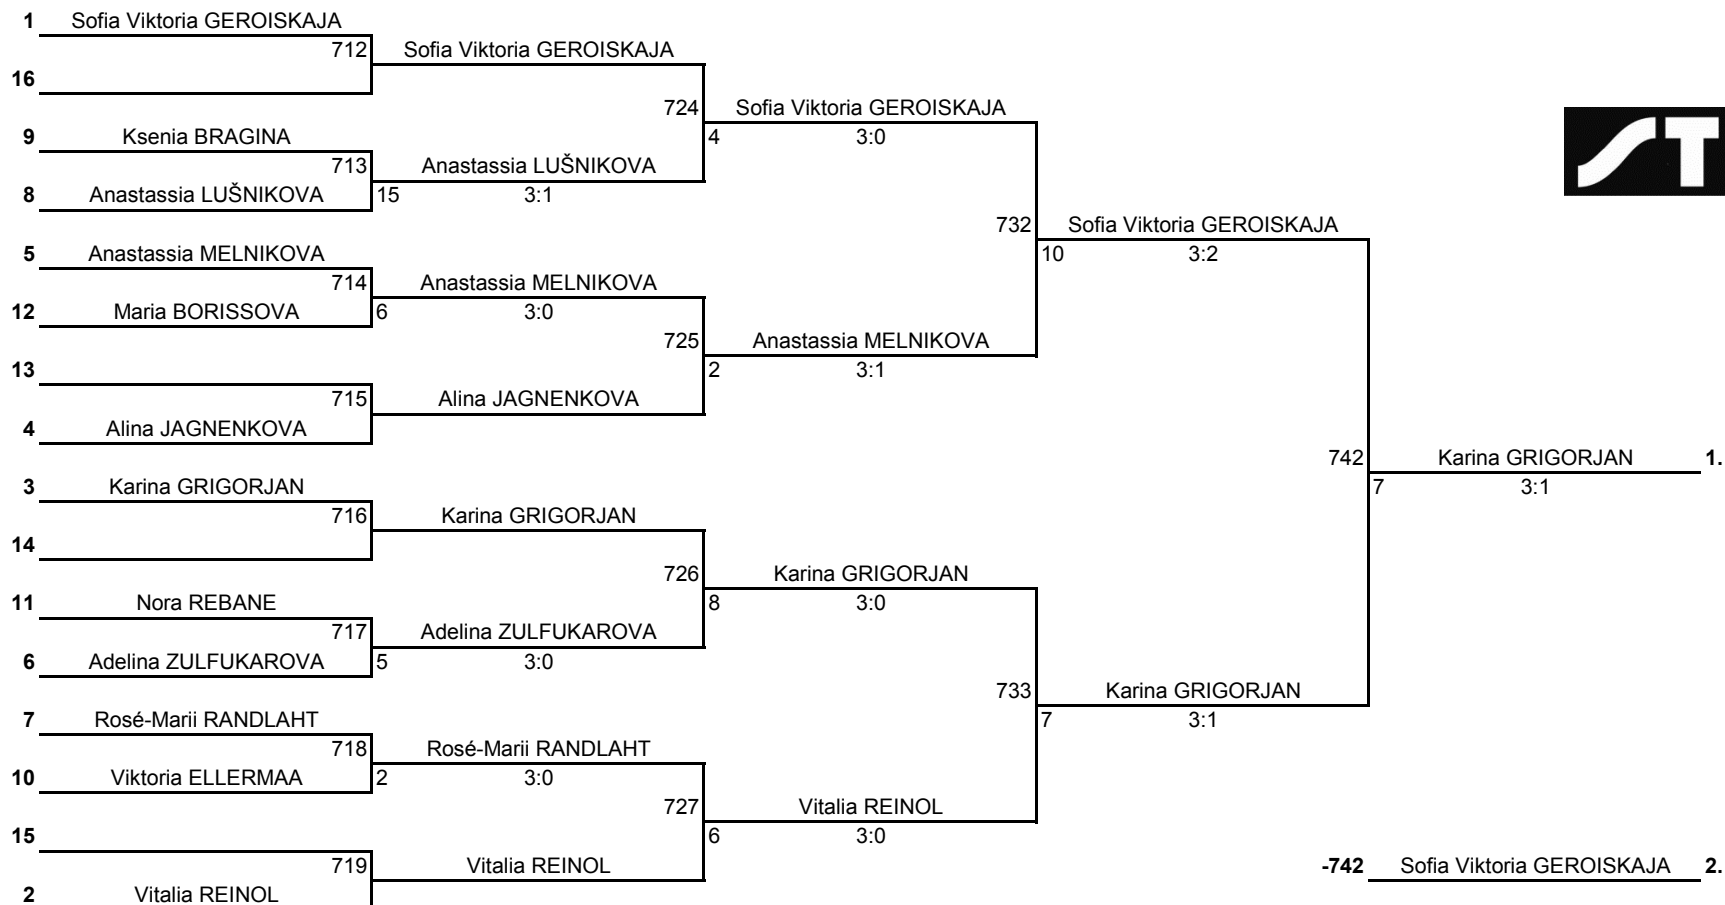 1 Sofia Viktoria GEROISKAJA
712 Sofia Viktoria GEROISKAJA
16
724 Sofia Viktoria GEROISKAJA
9 Ksenia BRAGINA 4 3:0
713 Anastassia LUŠNIKOVA
8 Anastassia LUŠNIKOVA 15 3:1
ST
732 Sofia Viktoria GEROISKAJA
5 Anastassia MELNIKOVA 10 3:2
714 Anastassia MELNIKOVA
12 Maria BORISSOVA 6 3:0
725 Anastassia MELNIKOVA
13 2 3:1
715 Alina JAGNENKOVA
4 Alina JAGNENKOVA
742 Karina GRIGORJAN 1.
3 Karina GRIGORJAN 7 3:1
716 Karina GRIGORJAN
14
726 Karina GRIGORJAN
11 Nora REBANE 8 3:0
717 Adelina ZULFUKAROVA
6 Adelina ZULFUKAROVA 5 3:0
733 Karina GRIGORJAN
7 Rosé-Marii RANDLAHT 7 3:1
718 Rosé-Marii RANDLAHT
10 Viktoria ELLERMAA 2 3:0
727 Vitalia REINOL
15 6 3:0
719 Vitalia REINOL -742 Sofia Viktoria GEROISKAJA 2.
2 Vitalia REINOL